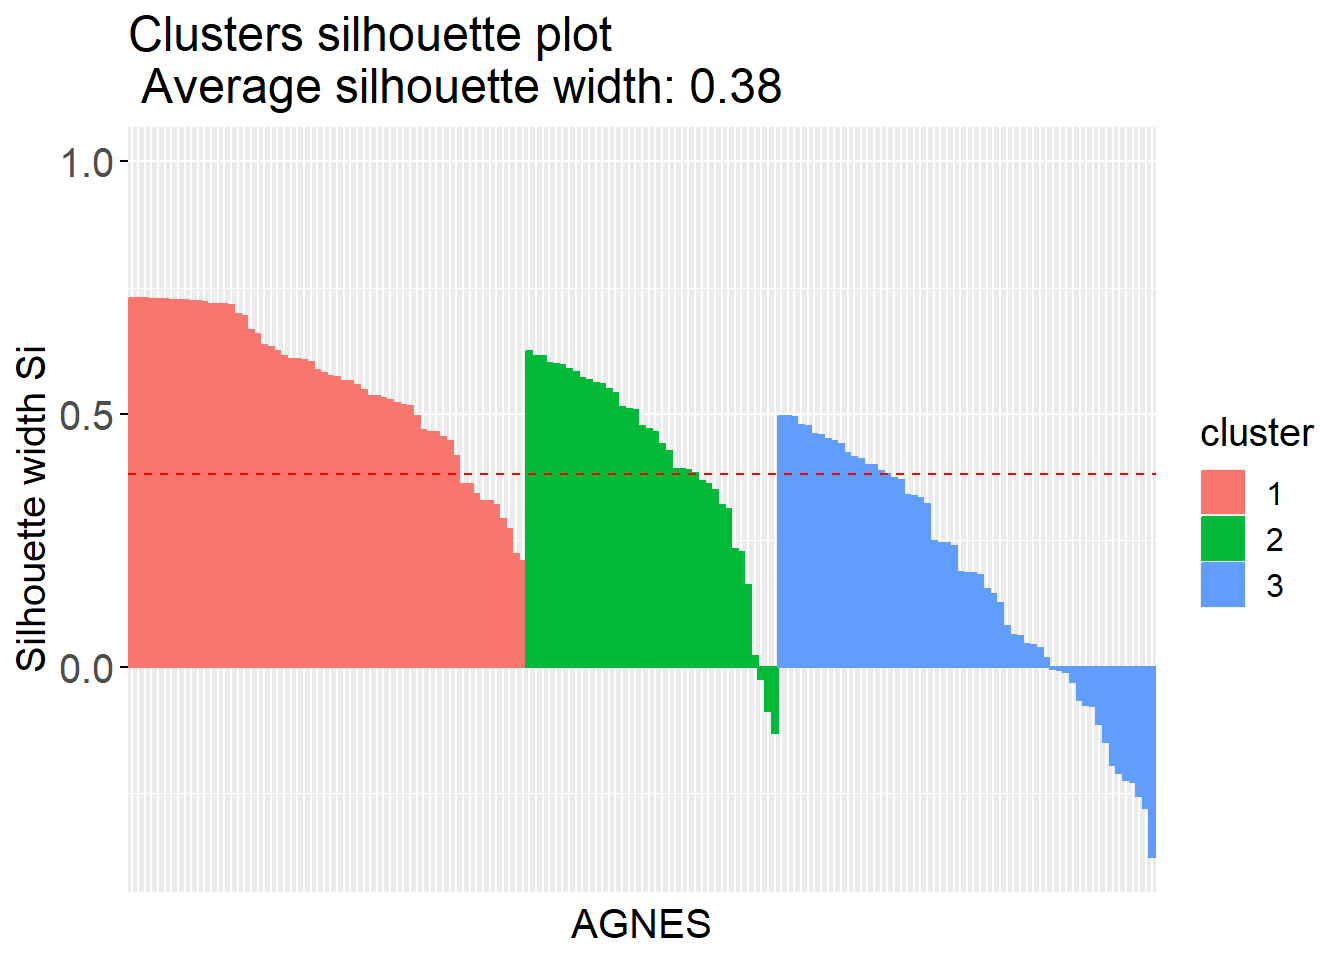 Clusters silhouette plot
Average silhouette width: 0.38
1.0
0.5
0.0
Silhouette width Si
AGNES
cluster
1
2
3